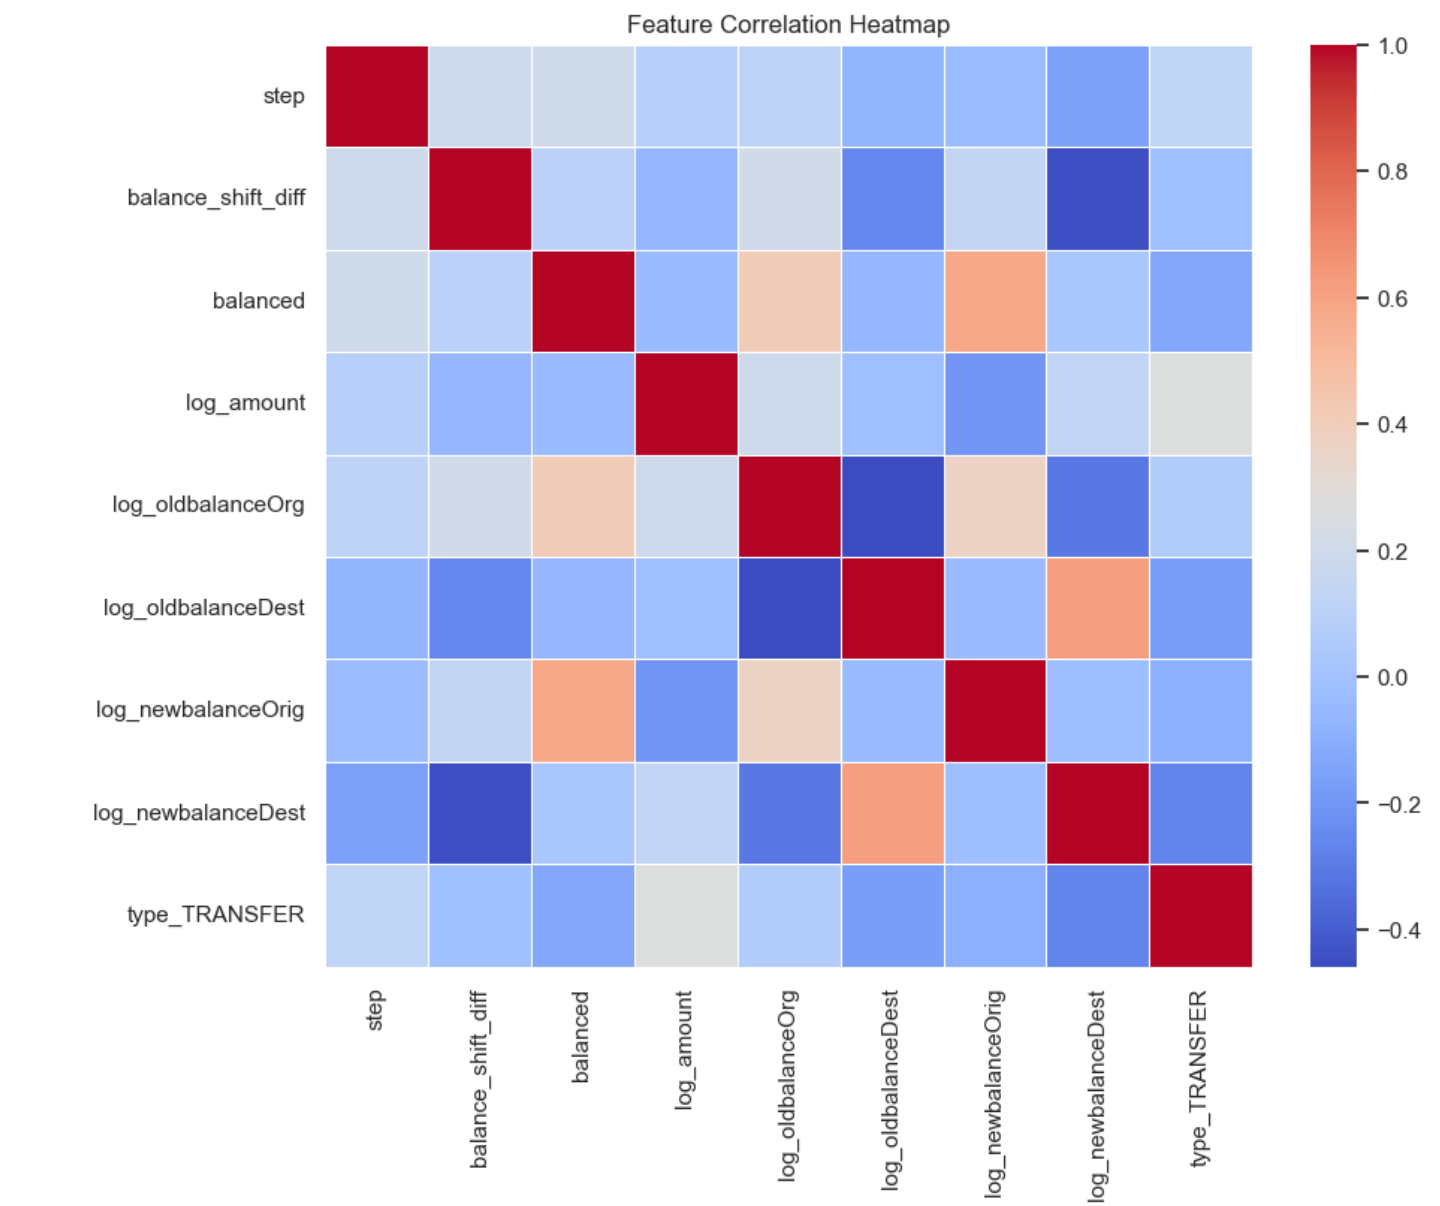 Feature Correlation Heatmap
step
balance_shift_diff
balanced
log_amount
log_oldbalanceOrg
log_oldbalanceDest
log_newbalanceOrig
log_newbalanceDest
type_TRANSFER
step
balance_shift_diff
balanced
log_amount
log_oldbalanceOrg
log_oldbalanceDest
log_newbalanceOrig
log_newbalanceDest
type_TRANSFER
1.0
0.8
0.6
0.4
0.2
0.0
−0.2
−0.4